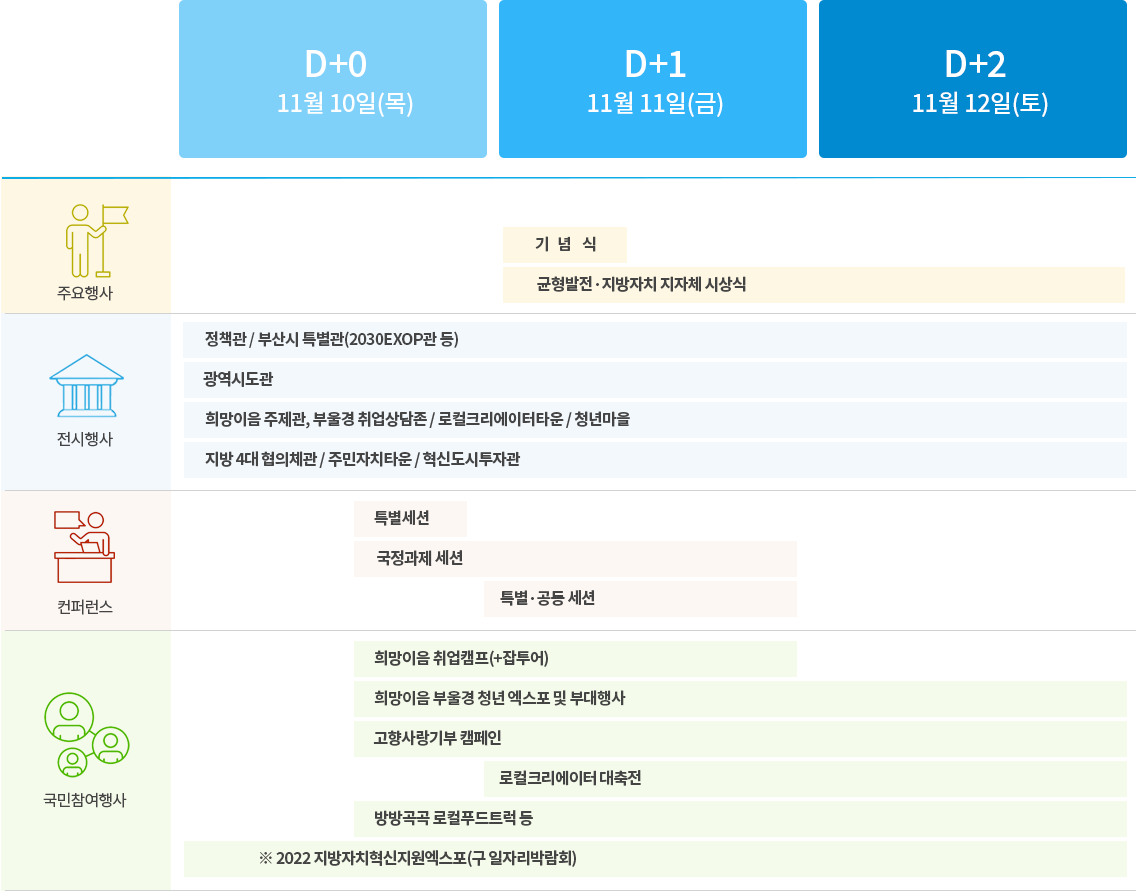 D+0
11월 10일(목)
D+1
11월 11일(금)
D+2
11월 12일(토)
주요행사
기 념 식
균형발전·지방자치 지자체 시상식
전시행사
정책관 / 부산시 특별관(2030EXOP관 등)
광역시도관
희망이음 주제관, 부울경 취업상담존 / 로컬크리에이터타운 / 청년마을
지방 4대 협의체관 / 주민자치타운 / 혁신도시투자관
컨퍼런스
특별세션
국정과제 세션
특별·공동 세션
국민참여행사
희망이음 취업캠프(+잡투어)
희망이음 부울경 청년 엑스포 및 부대행사
고향사랑기부 캠페인
로컬크리에이터 대축전
방방곡곡 로컬푸드트럭 등
※ 2022 지방자치혁신지원엑스포(구 일자리박람회)